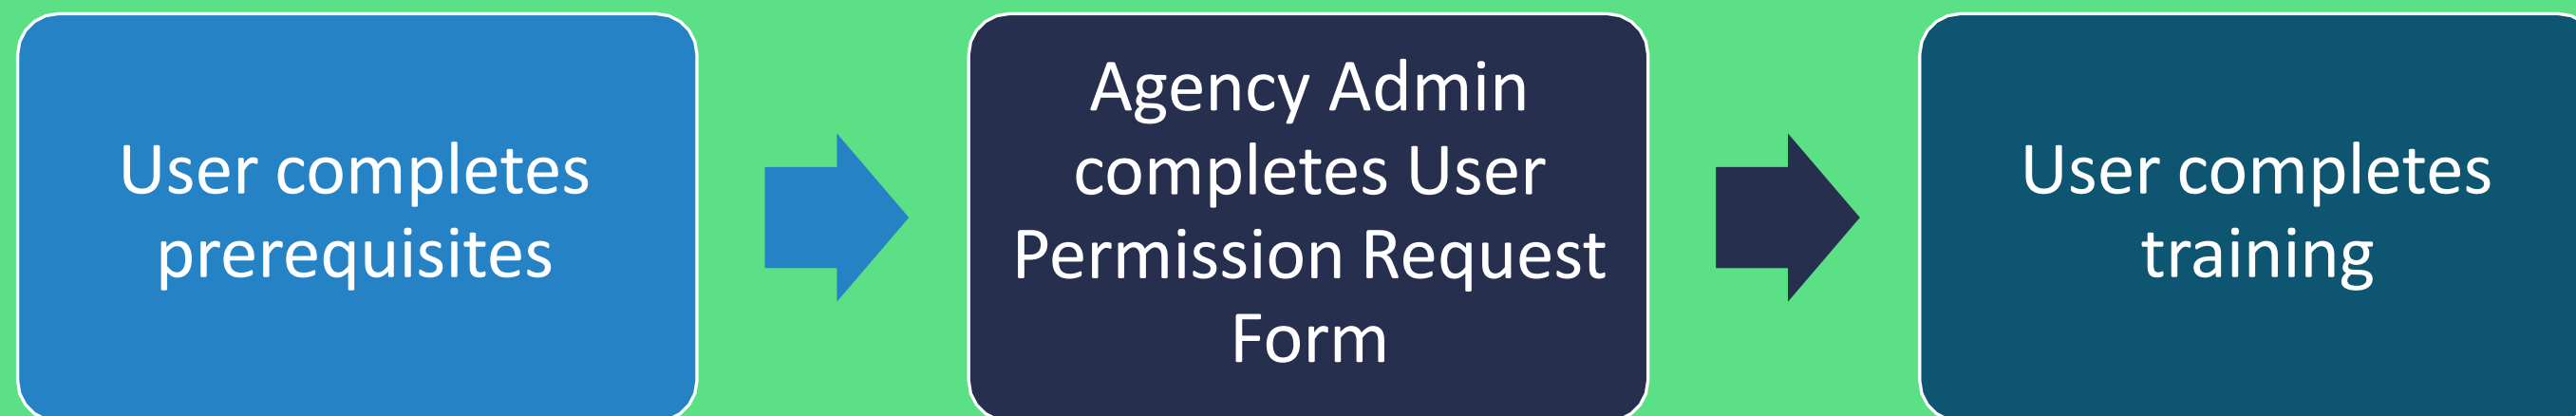 User completes
prerequisites
Agency Admin
completes User
Permission Request
Form
User completes
training